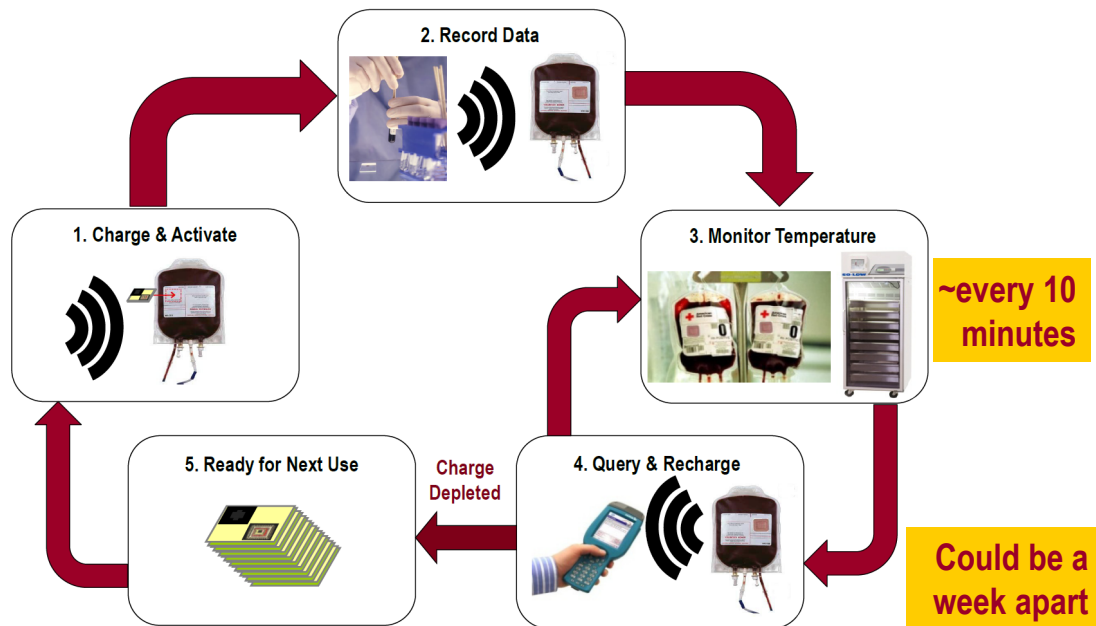 2. Record Data
1. Charge & Activate
3. Monitor Temperature
~every 10
minutes
5. Ready for Next Use
Charge
Depleted
4. Query & Recharge
Could be a
week apart